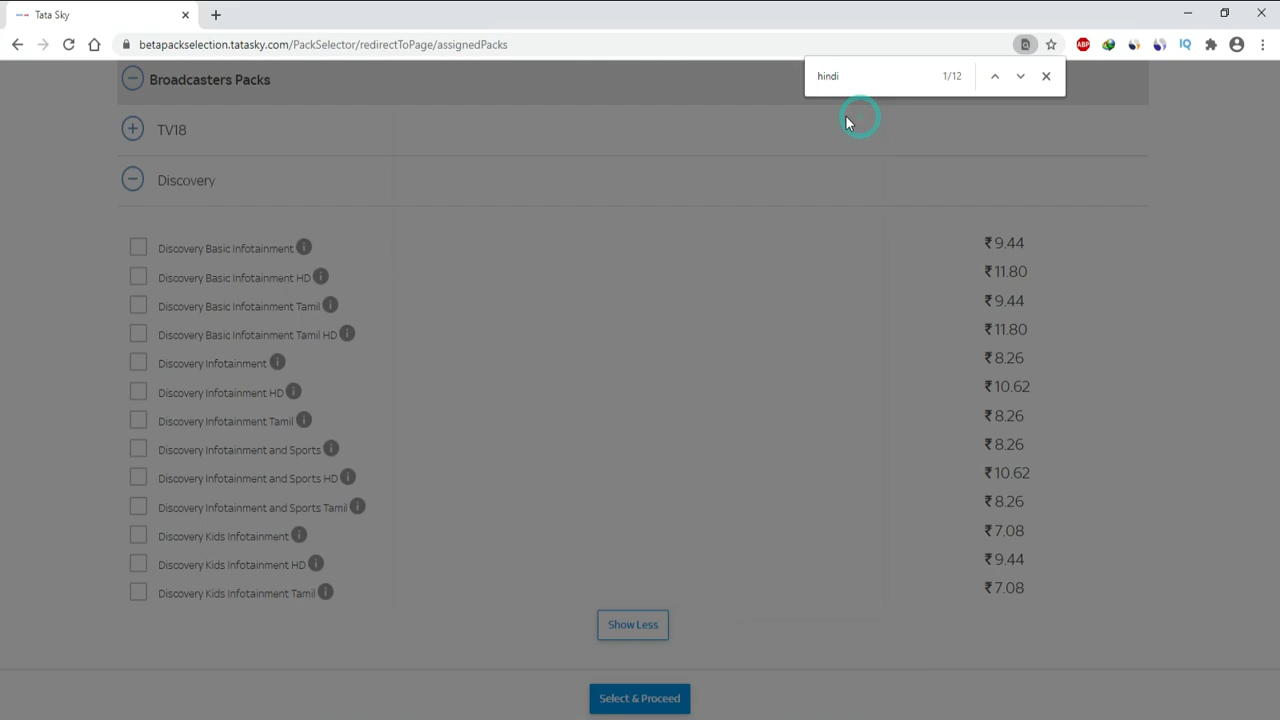 Tata Sky
betapackselection.tatasky.com/PackSelector/redirectToPage/assignedPacks
ABP
IQ
hindi 1/12
Broadcasters Packs
TV18
Discovery
Discovery Basic Infotainment i ₹ 9.44
Discovery Basic Infotainment HD i ₹ 11.80
Discovery Basic Infotainment Tamil i ₹ 9.44
Discovery Basic Infotainment Tamil HD i ₹ 11.80
Discovery Infotainment i ₹ 8.26
Discovery Infotainment HD i ₹ 10.62
Discovery Infotainment Tamil i ₹ 8.26
Discovery Infotainment and Sports i ₹ 8.26
Discovery Infotainment and Sports HD i ₹ 10.62
Discovery Infotainment and Sports Tamil i ₹ 8.26
Discovery Kids Infotainment i ₹ 7.08
Discovery Kids Infotainment HD i ₹ 9.44
Discovery Kids Infotainment Tamil i ₹ 7.08
Show Less
Select & Proceed